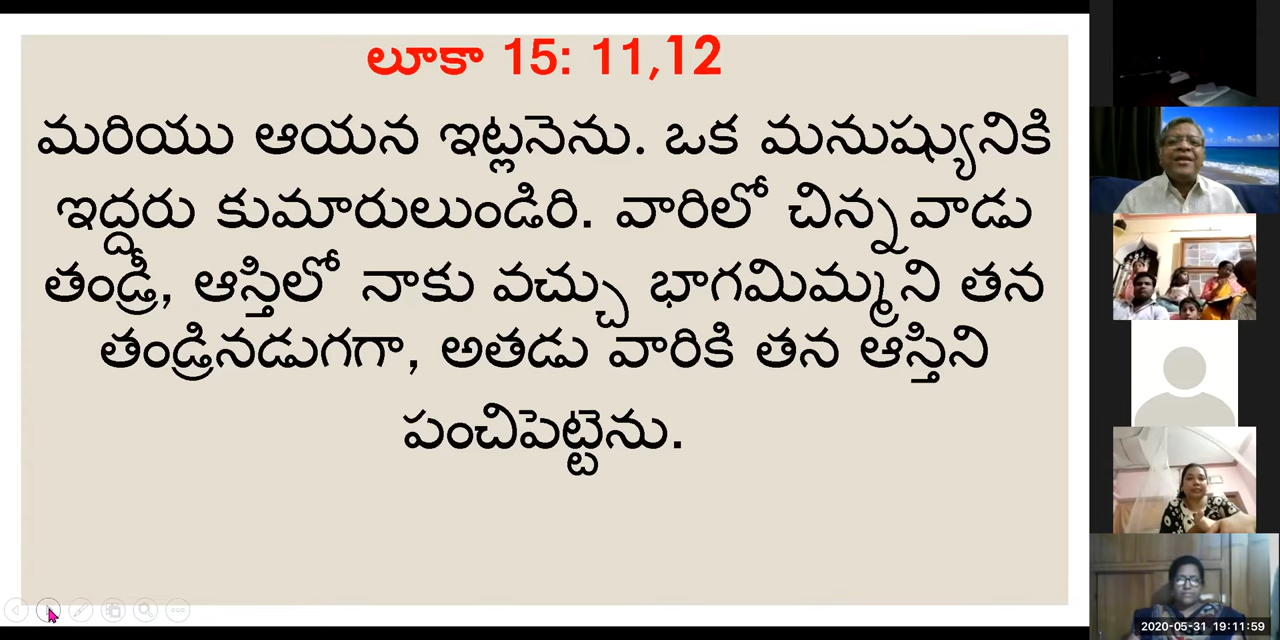 లూకా 15: 11,12
మరియు ఆయన ఇట్లనెను. ఒక మనుష్యునికి
ఇద్దరు కుమారులుండిరి. వారిలో చిన్నవాడు
తండ్రీ, ఆస్తిలో నాకు వచ్చు భాగమిమ్మని తన
తండ్రినడుగగా, అతడు వారికి తన ఆస్తిని
పంచిపెట్టెను.
2020-05-31 19:11:59